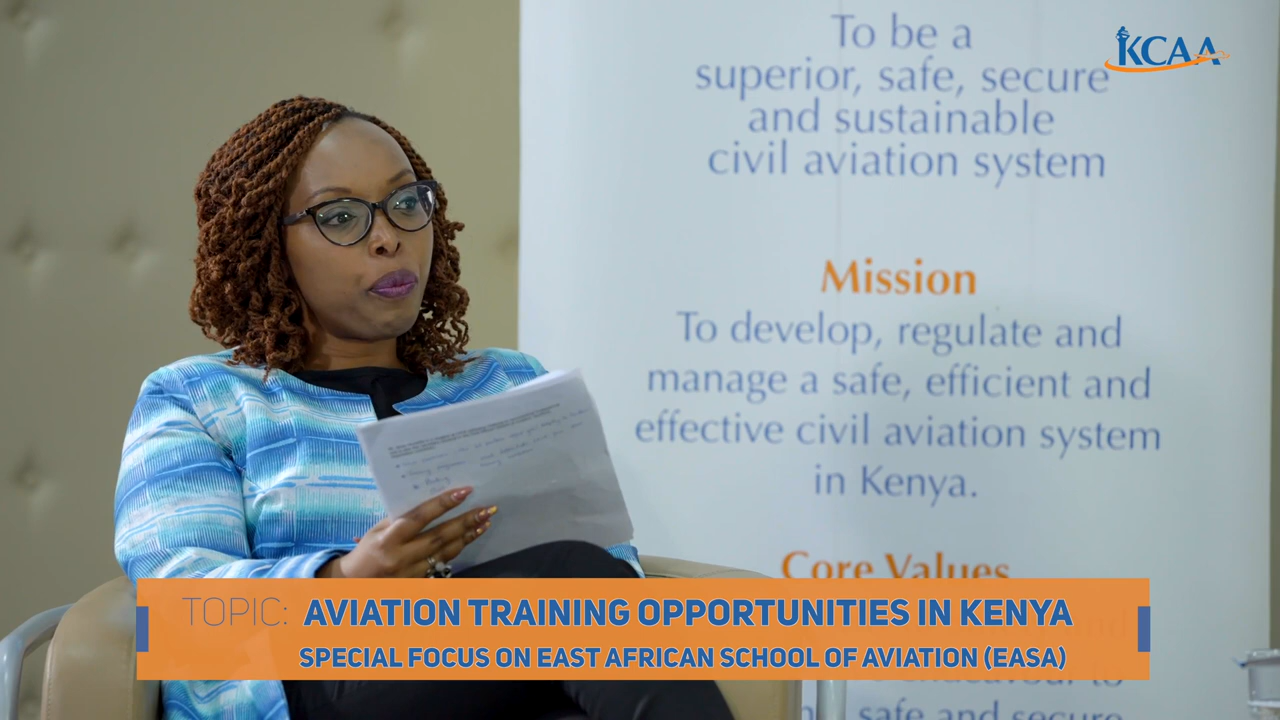 To be a
superior, safe, secure
and sustainable
civil aviation system
KCAA
Mission
To develop, regulate and
manage a safe, efficient and
effective civil aviation system
in Kenya.
Core Values
TOPIC: AVIATION TRAINING OPPORTUNITIES IN KENYA
SPECIAL FOCUS ON EAST AFRICAN SCHOOL OF AVIATION (EASA)
safe and secure